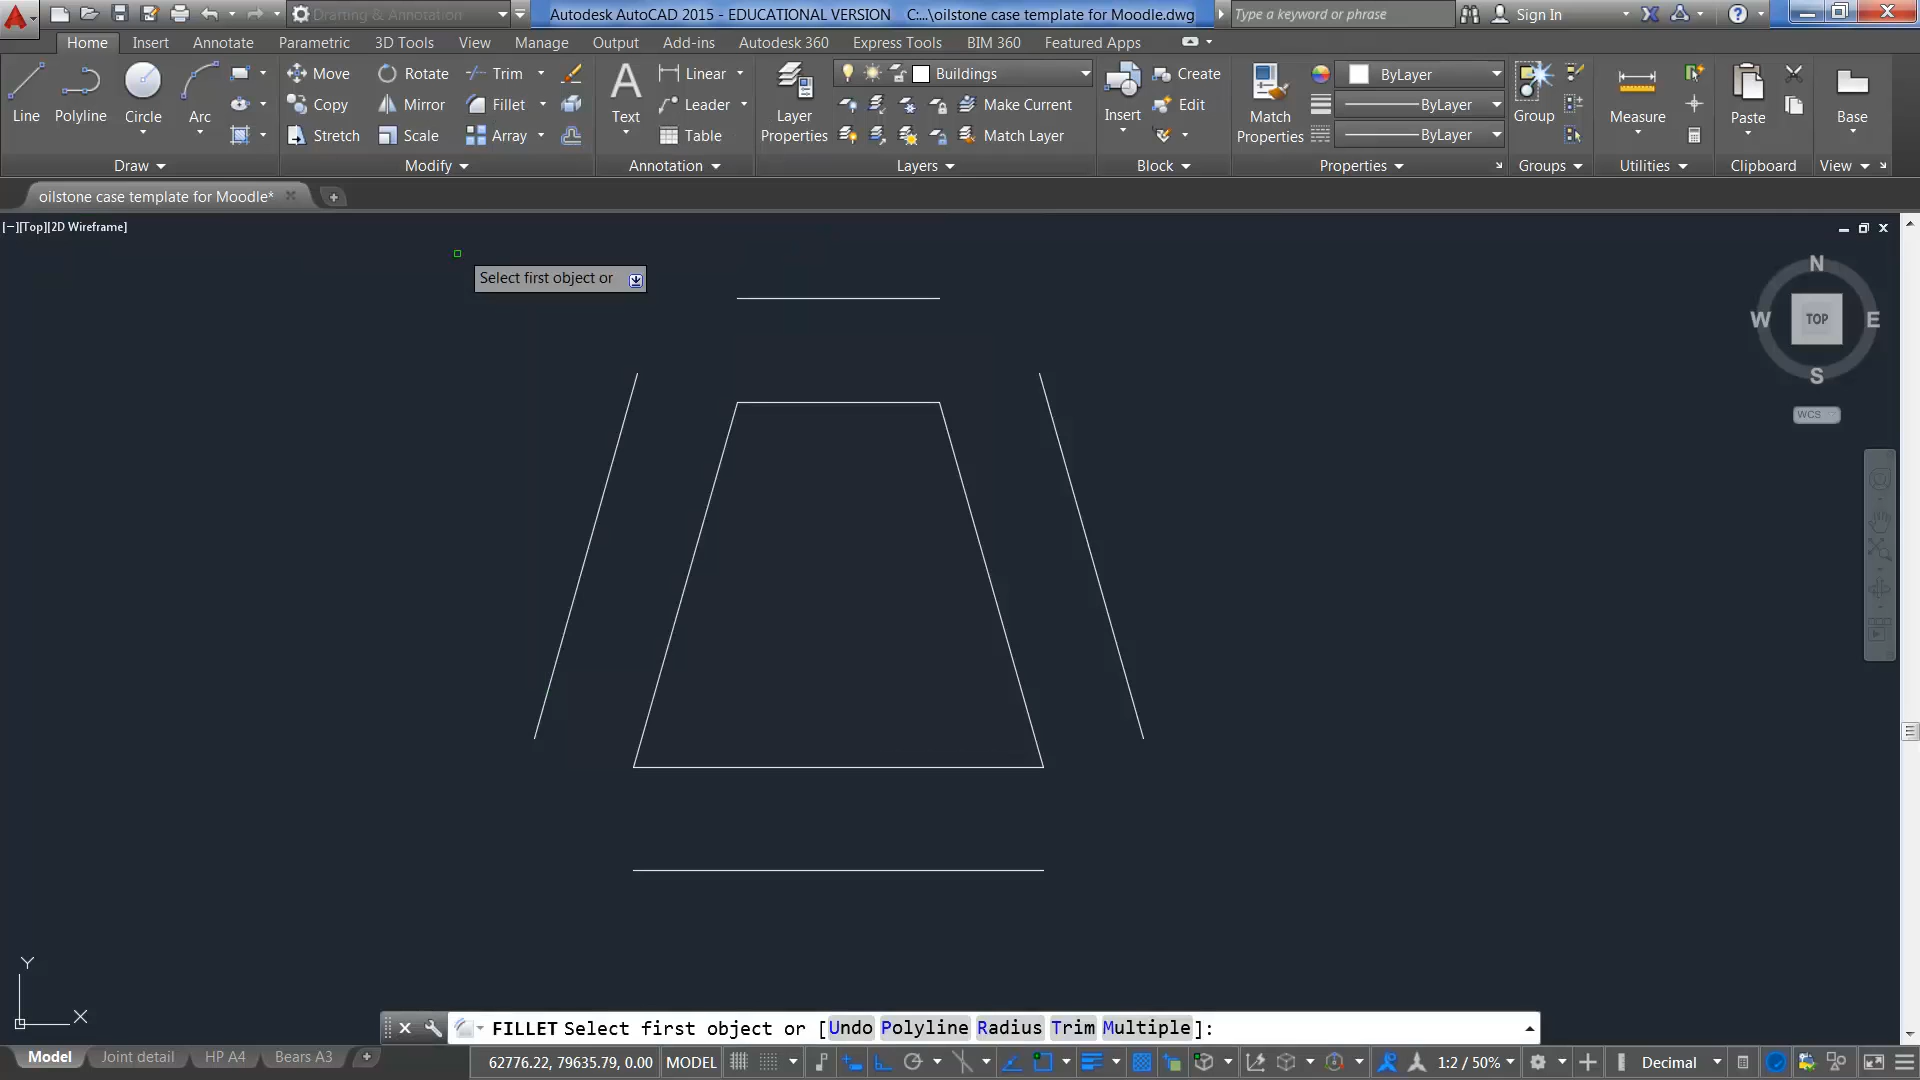 Drafting & Annotation
Autodesk AutoCAD 2015 - EDUCATIONAL VERSION C:...\oilstone case template for Moodle.dwg
Type a keyword or phrase
Sign In
Home Insert Annotate Parametric 3D Tools View Manage Output Add-ins Autodesk 360 Express Tools BIM 360 Featured Apps
Line Polyline Circle Arc
Move Rotate Trim
Copy Mirror Fillet
Stretch Scale Array
Text
Linear
Leader
Table
Layer Properties
Buildings
Make Current
Match Layer
Insert
Create
Edit
Match Properties
ByLayer
ByLayer
ByLayer
Group
Measure
Paste
Base
Draw Modify Annotation Layers Block Properties Groups Utilities Clipboard View
oilstone case template for Moodle*
[−][Top][2D Wireframe]
Select first object or
N
W TOP E
S
WCS
Y
X
FILLET Select first object or [Undo Polyline Radius Trim Multiple]:
Model Joint detail HP A4 Bears A3
62776.22, 79635.79, 0.00 MODEL
1:2 / 50%
Decimal